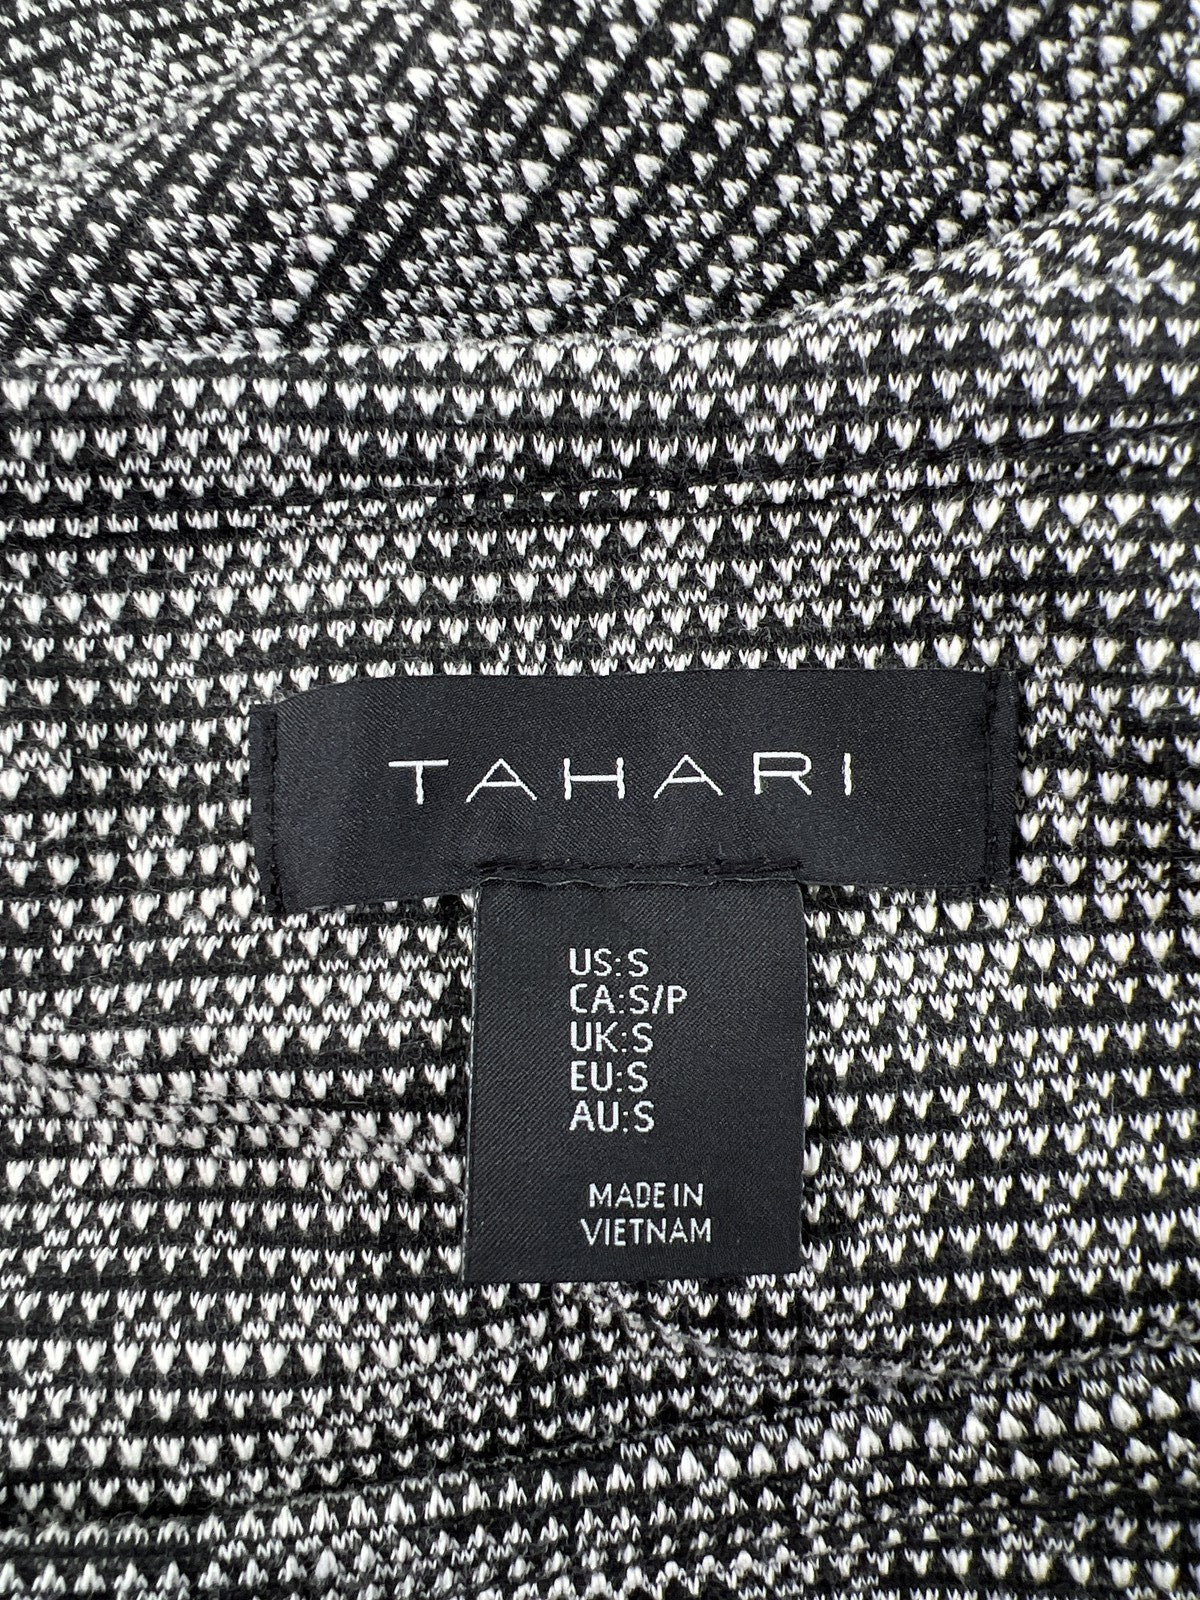 TAHARI
US: S
CA: S/P
UK: S
EU: S
AU: S
MADE IN
VIETNAM